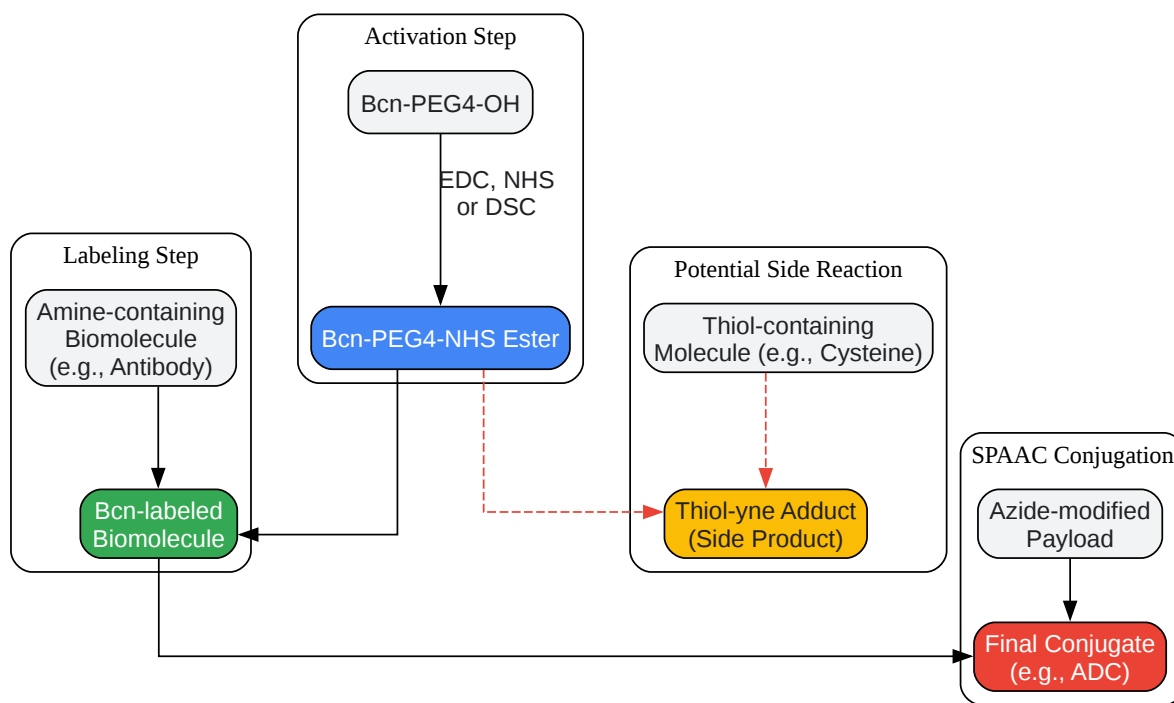 Activation Step
Bcn-PEG4-OH
EDC, NHS
or DSC
Bcn-PEG4-NHS Ester
Labeling Step
Amine-containing
Biomolecule
(e.g., Antibody)
Bcn-labeled
Biomolecule
Potential Side Reaction
Thiol-containing
Molecule (e.g., Cysteine)
Thiol-yne Adduct
(Side Product)
SPAAC Conjugation
Azide-modified
Payload
Final Conjugate
(e.g., ADC)